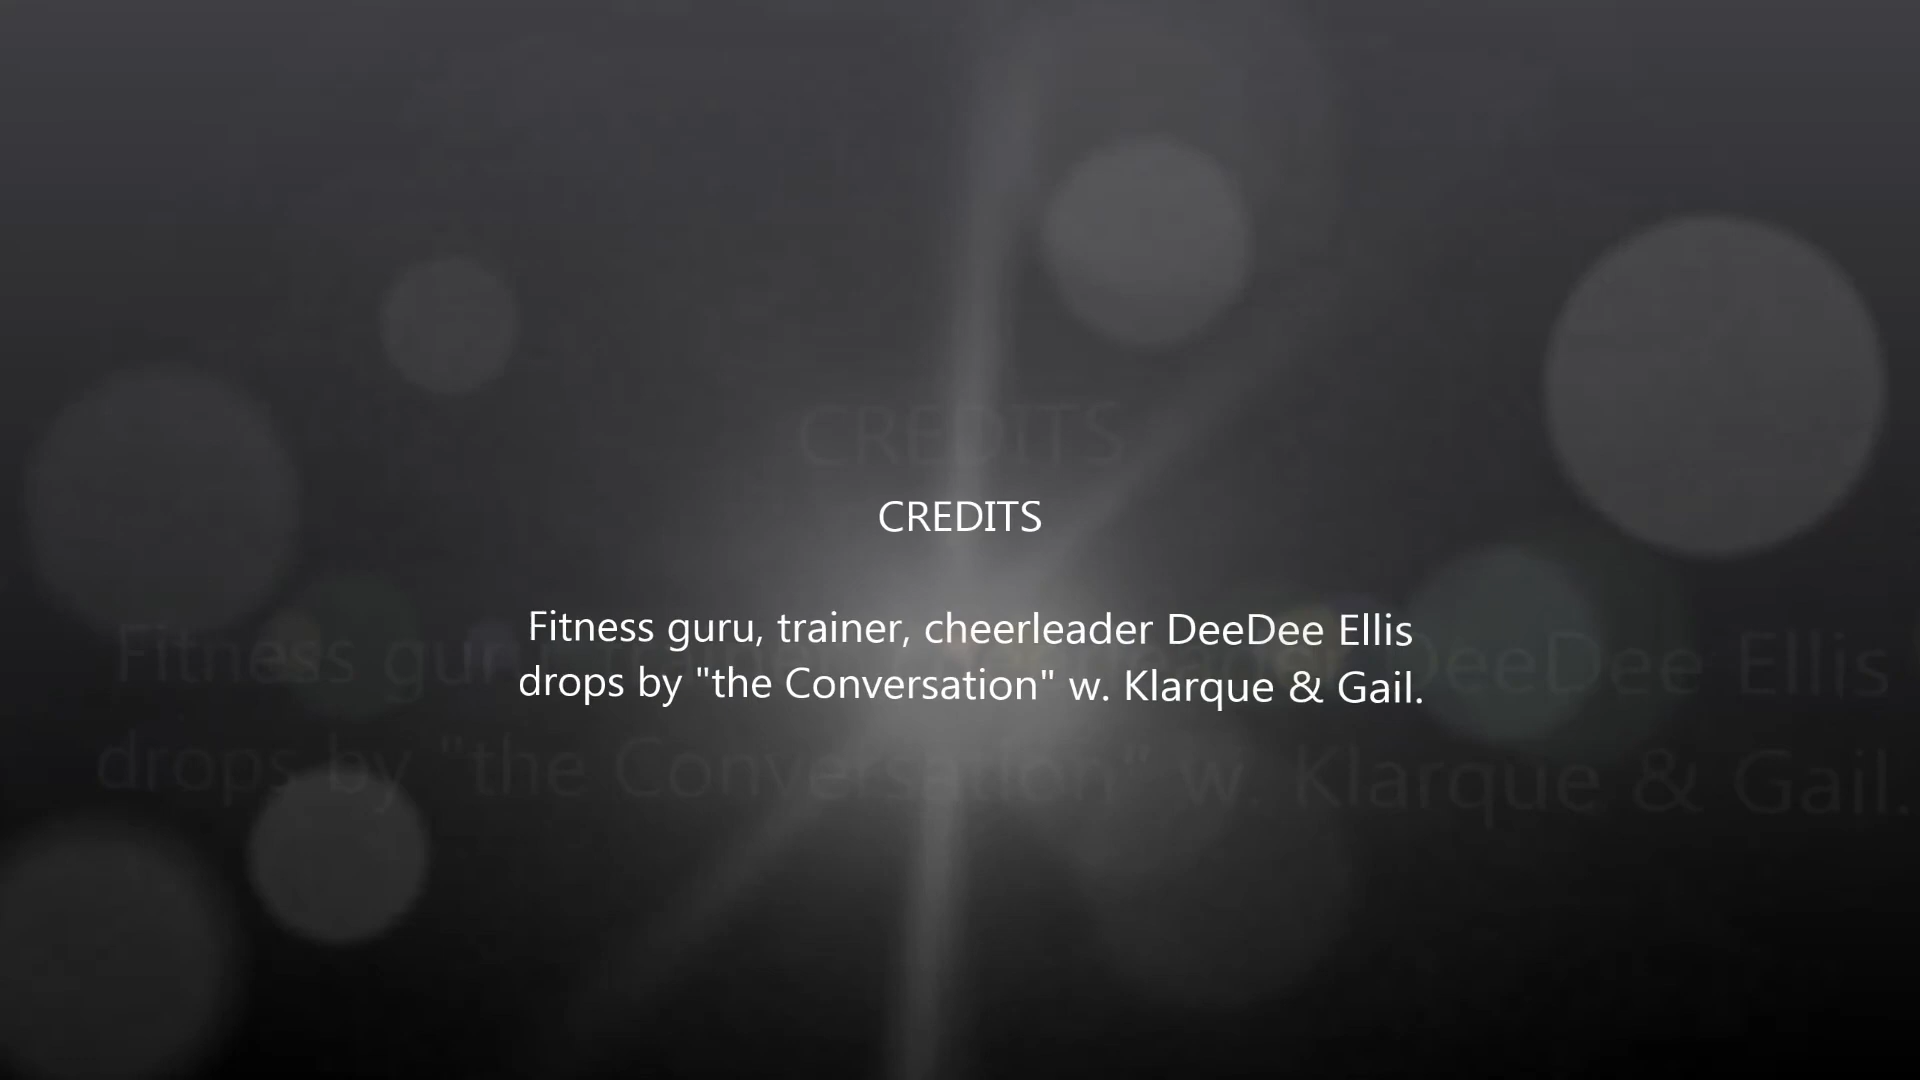 CREDITS
Fitness guru, trainer, cheerleader DeeDee Ellis
drops by "the Conversation" w. Klarque & Gail.